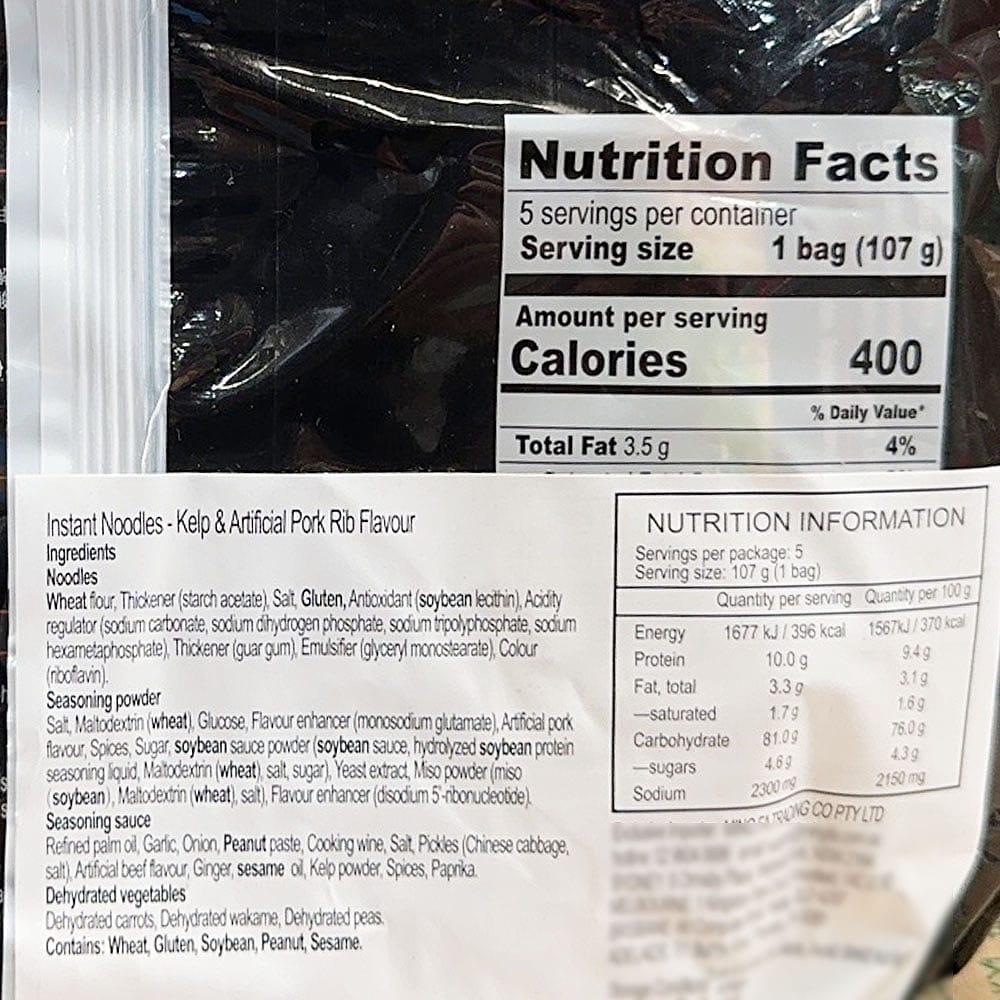 Nutrition Facts
5 servings per container
Serving size 1 bag (107 g)
Amount per serving
Calories 400
% Daily Value*
Total Fat 3.5 g 4%
Instant Noodles - Kelp & Artificial Pork Rib Flavour
Ingredients
Noodles
Wheat flour, Thickener (starch acetate), Salt, Gluten, Antioxidant (soybean lecithin), Acidity
regulator (sodium carbonate, sodium dihydrogen phosphate, sodium tripolyphosphate, sodium
hexametaphosphate), Thickener (guar gum), Emulsifier (glyceryl monostearate), Colour
(riboflavin).
Seasoning powder
Salt, Maltodextrin (wheat), Glucose, Flavour enhancer (monosodium glutamate), Artificial pork
flavour, Spices, Sugar, soybean sauce powder (soybean sauce, hydrolyzed soybean protein
seasoning liquid, Maltodextrin (wheat), salt, sugar), Yeast extract, Miso powder (miso
(soybean), Maltodextrin (wheat), salt), Flavour enhancer (disodium 5'-ribonucleotide).
Seasoning sauce
Refined palm oil, Garlic, Onion, Peanut paste, Cooking wine, Salt, Pickles (Chinese cabbage,
salt), Artificial beef flavour, Ginger, sesame oil, Kelp powder, Spices, Paprika.
Dehydrated vegetables
Dehydrated carrots, Dehydrated wakame, Dehydrated peas.
Contains: Wheat, Gluten, Soybean, Peanut, Sesame.
NUTRITION INFORMATION
Servings per package: 5
Serving size: 107 g (1 bag)
Quantity per serving Quantity per 100 g
Energy 1677 kJ / 396 kcal 1567kJ / 370 kcal
Protein 10.0 g 9.4 g
Fat, total 3.3 g 3.1 g
—saturated 1.7 g 1.6 g
Carbohydrate 81.0 g 76.0 g
—sugars 4.6 g 4.3 g
Sodium 2300 mg 2150 mg
TRADING CO PTY LTD